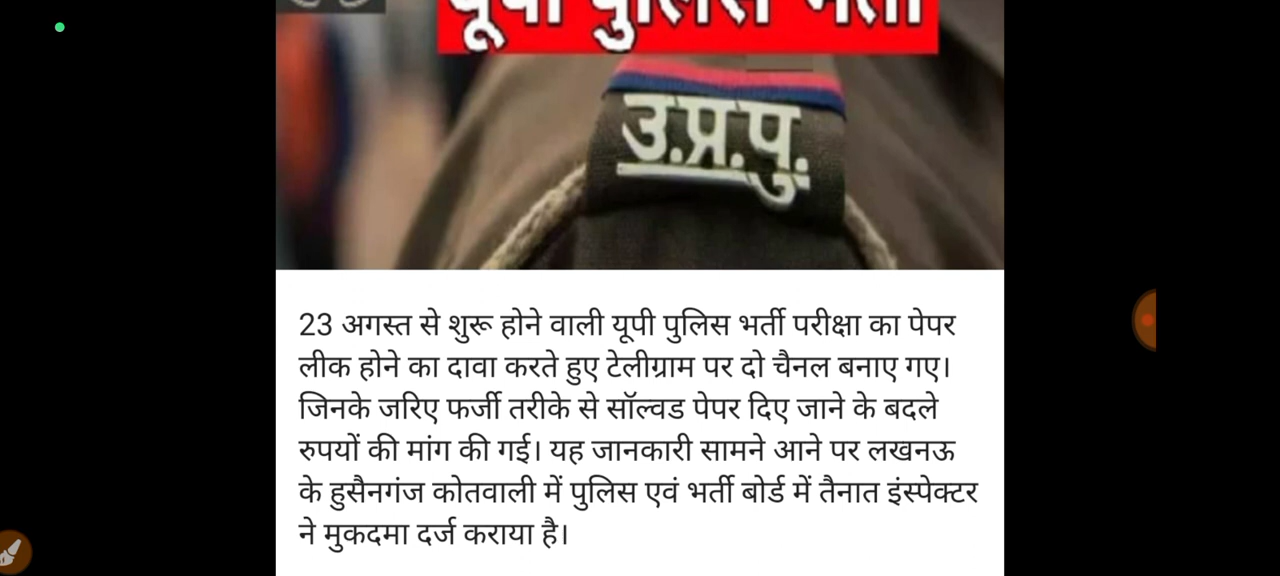 यूपी पुलिस भर्ती
उ.प्र.पु.
23 अगस्त से शुरू होने वाली यूपी पुलिस भर्ती परीक्षा का पेपर
लीक होने का दावा करते हुए टेलीग्राम पर दो चैनल बनाए गए।
जिनके जरिए फर्जी तरीके से सॉल्वड पेपर दिए जाने के बदले
रुपयों की मांग की गई। यह जानकारी सामने आने पर लखनऊ
के हुसैनगंज कोतवाली में पुलिस एवं भर्ती बोर्ड में तैनात इंस्पेक्टर
ने मुकदमा दर्ज कराया है।